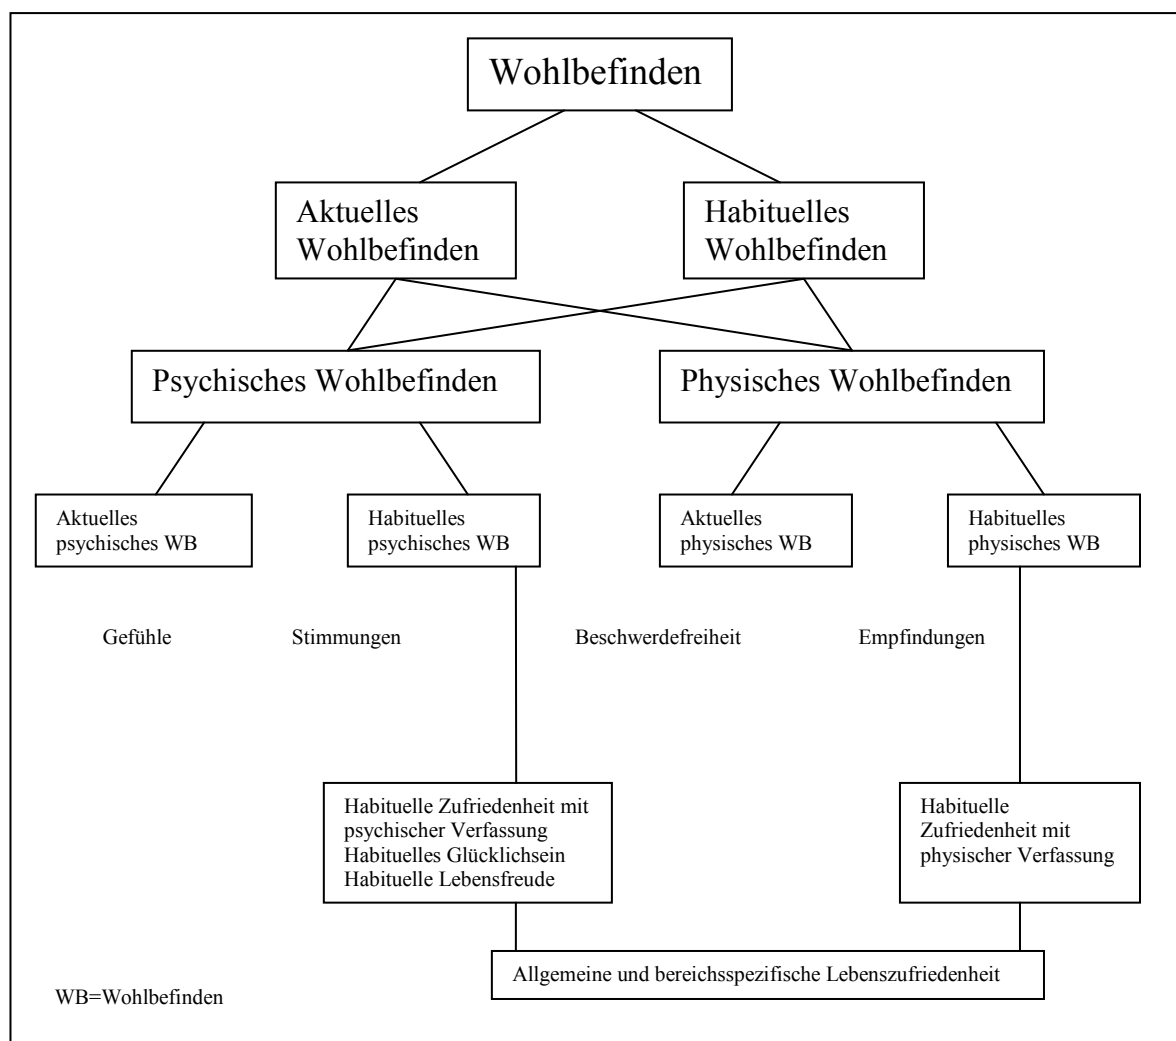 Wohlbefinden
Aktuelles
Wohlbefinden
Habituelles
Wohlbefinden
Psychisches Wohlbefinden
Physisches Wohlbefinden
Aktuelles
psychisches WB
Habituelles
psychisches WB
Aktuelles
physisches WB
Habituelles
physisches WB
Gefühle
Stimmungen
Beschwerdefreiheit
Empfindungen
Habituelle Zufriedenheit mit
psychischer Verfassung
Habituelles Glücklichsein
Habituelle Lebensfreude
Habituelle
Zufriedenheit mit
physischer Verfassung
Allgemeine und bereichsspezifische Lebenszufriedenheit
WB=Wohlbefinden